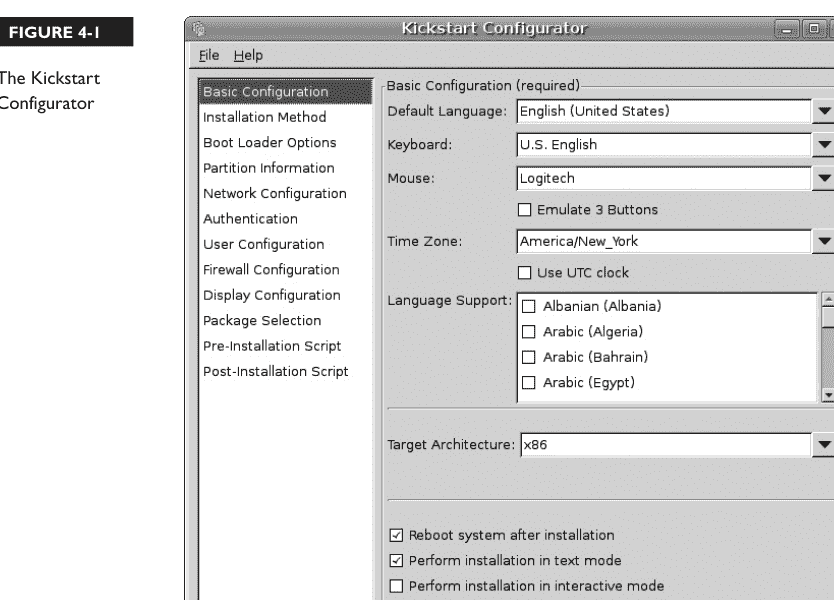 FIGURE 4-1
The Kickstart
Configurator
Kickstart Configurator
File Help
Basic Configuration
Installation Method
Boot Loader Options
Partition Information
Network Configuration
Authentication
User Configuration
Firewall Configuration
Display Configuration
Package Selection
Pre-Installation Script
Post-Installation Script
Basic Configuration (required)
Default Language: English (United States)
Keyboard: U.S. English
Mouse: Logitech
Emulate 3 Buttons
Time Zone: America/New_York
Use UTC clock
Language Support: Albanian (Albania)
Arabic (Algeria)
Arabic (Bahrain)
Arabic (Egypt)
Target Architecture: x86
Reboot system after installation
Perform installation in text mode
Perform installation in interactive mode